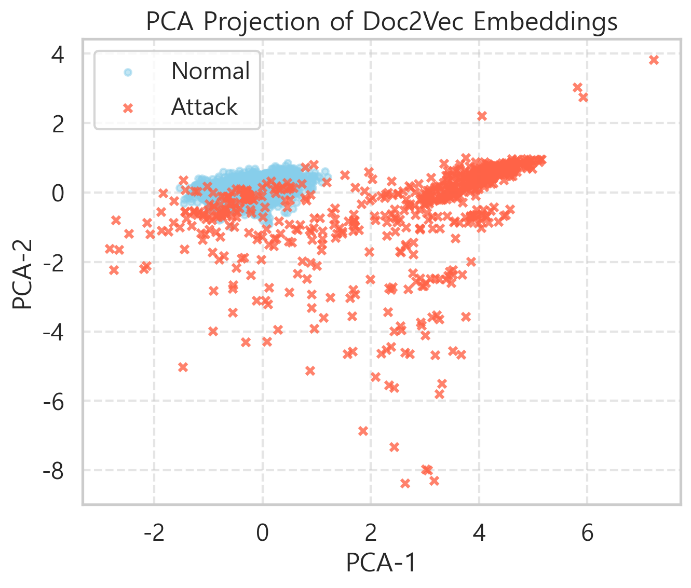 PCA Projection of Doc2Vec Embeddings
Normal
Attack
4
2
0
-2
-4
-6
-8
PCA-2
-2
0
2
4
6
PCA-1